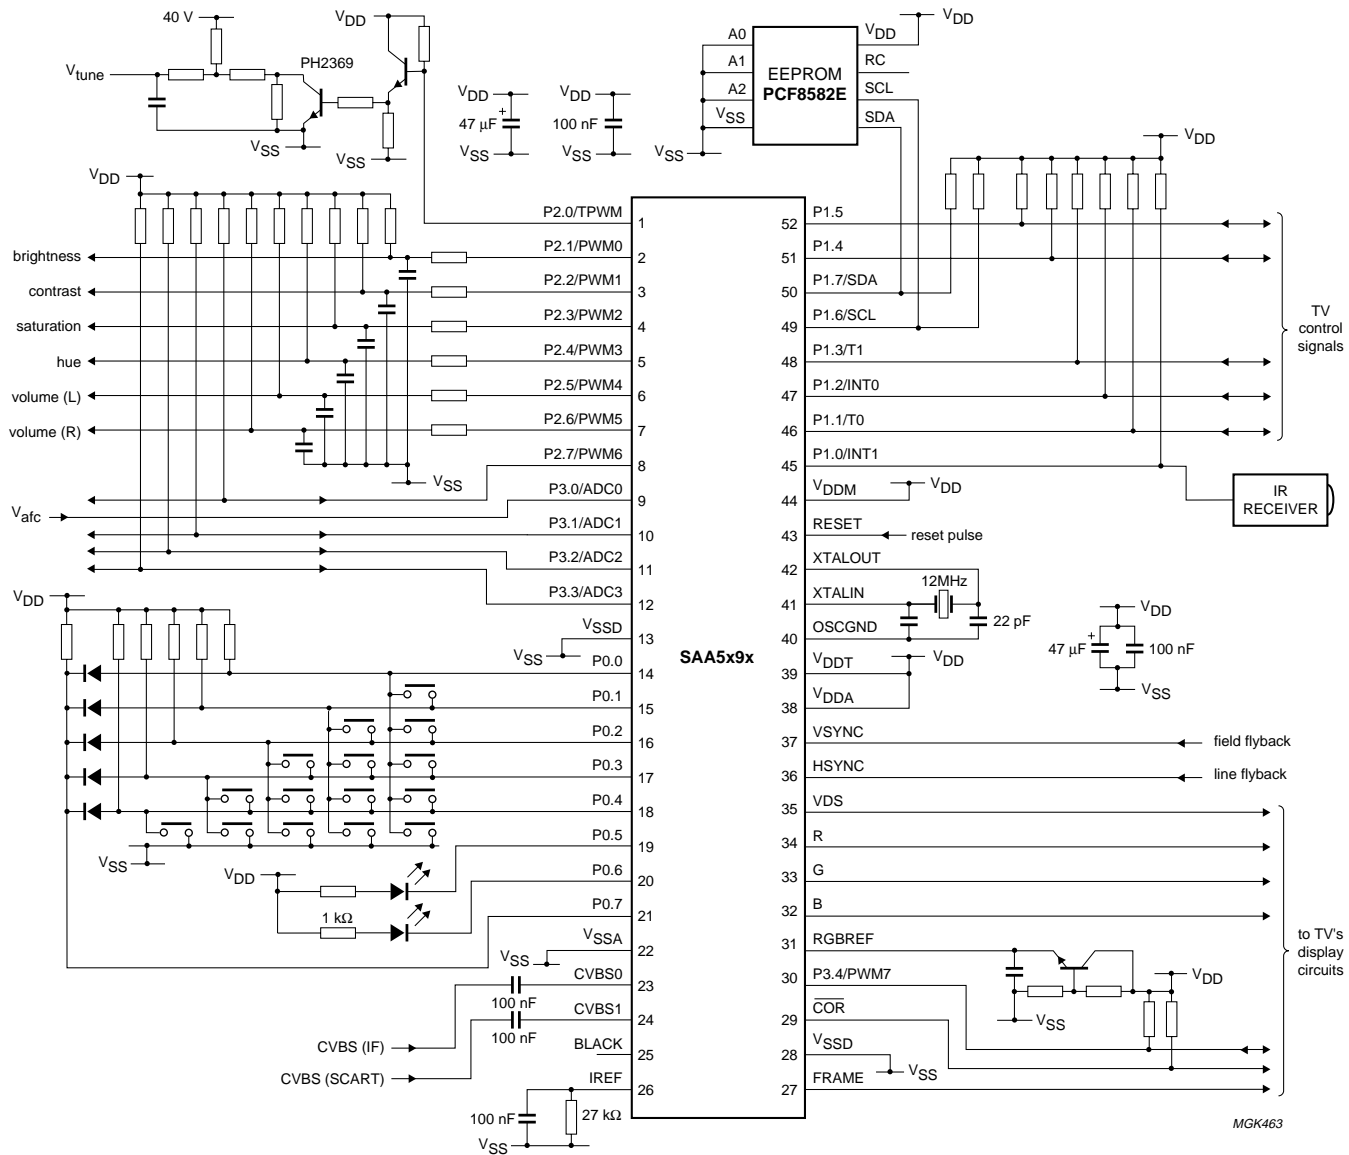 40 V
VDD
Vtune
PH2369
VSS
VSS
VDD
47 μF
+
VSS
VDD
100 nF
VSS
A0
A1
A2
VSS
VSS
EEPROM
PCF8582E
VDD
RC
SCL
SDA
VDD
VDD
VDD
brightness
contrast
saturation
hue
volume (L)
volume (R)
VSS
Vafc
P2.0/TPWM
1
P2.1/PWM0
2
P2.2/PWM1
3
P2.3/PWM2
4
P2.4/PWM3
5
P2.5/PWM4
6
P2.6/PWM5
7
P2.7/PWM6
8
P3.0/ADC0
9
P3.1/ADC1
10
P3.2/ADC2
11
P3.3/ADC3
12
VSSD
13
VSS
P0.0
14
P0.1
15
P0.2
16
P0.3
17
P0.4
18
P0.5
19
P0.6
20
P0.7
21
VSSA
22
VSS
CVBS0
23
100 nF
CVBS1
24
100 nF
BLACK
25
IREF
26
VDD
VSS
VDD
1 kΩ
CVBS (IF)
CVBS (SCART)
100 nF
27 kΩ
VSS
SAA5x9x
P1.5
52
P1.4
51
P1.7/SDA
50
P1.6/SCL
49
P1.3/T1
48
P1.2/INT0
47
P1.1/T0
46
P1.0/INT1
45
VDDM
44
VDD
RESET
43
reset pulse
XTALOUT
42
XTALIN
41
12MHz
OSCGND
40
22 pF
VDDT
39
VDD
VDDA
38
VSYNC
37
field flyback
HSYNC
36
line flyback
VDS
35
R
34
G
33
B
32
RGBREF
31
P3.4/PWM7
30
COR
29
VSSD
28
VSS
FRAME
27
TV
control
signals
IR
RECEIVER
VDD
47 μF
+
100 nF
VSS
VDD
VSS
to TV's
display
circuits
MGK463